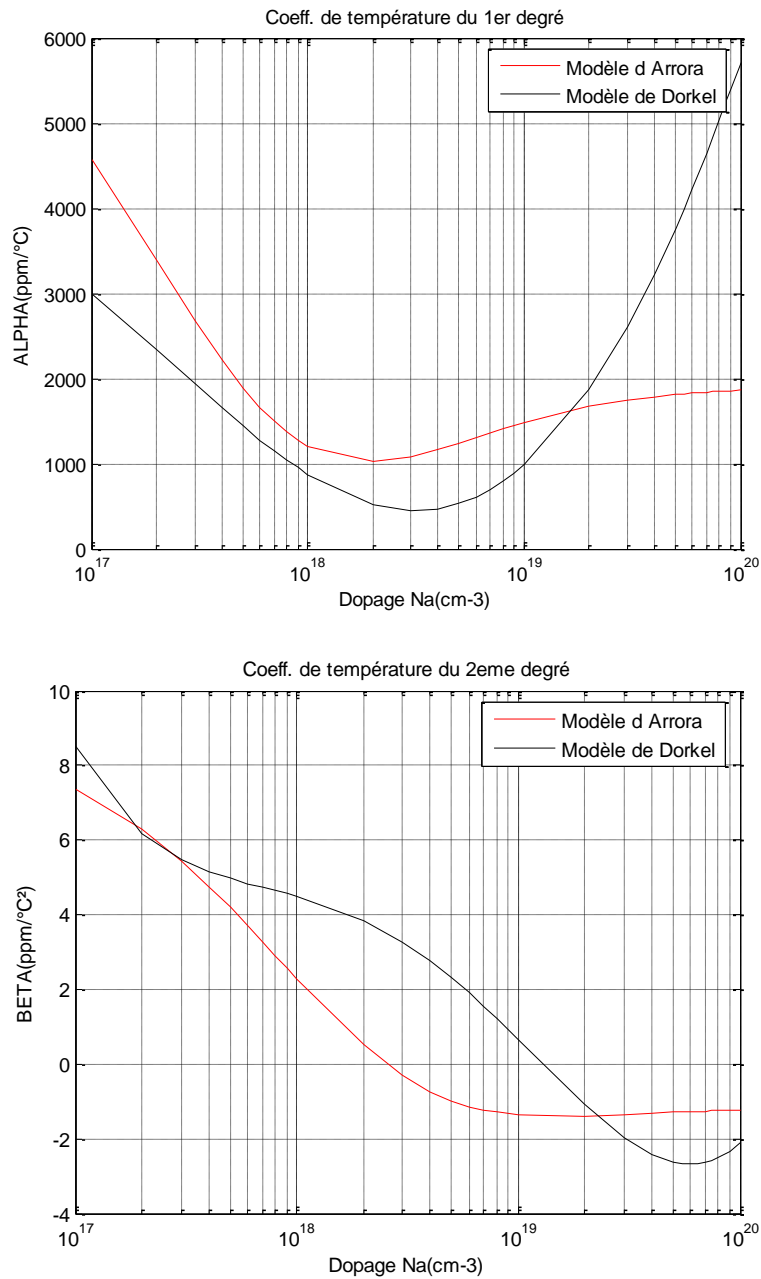 Coeff. de température du 1er degré
6000
5000
4000
3000
2000
1000
0
ALPHA(ppm/°C)
Modèle d Arrora
Modèle de Dorkel
10^17
10^18
10^19
10^20
Dopage Na(cm-3)
Coeff. de température du 2eme degré
10
8
6
4
2
0
-2
-4
BETA(ppm/°C²)
Modèle d Arrora
Modèle de Dorkel
10^17
10^18
10^19
10^20
Dopage Na(cm-3)